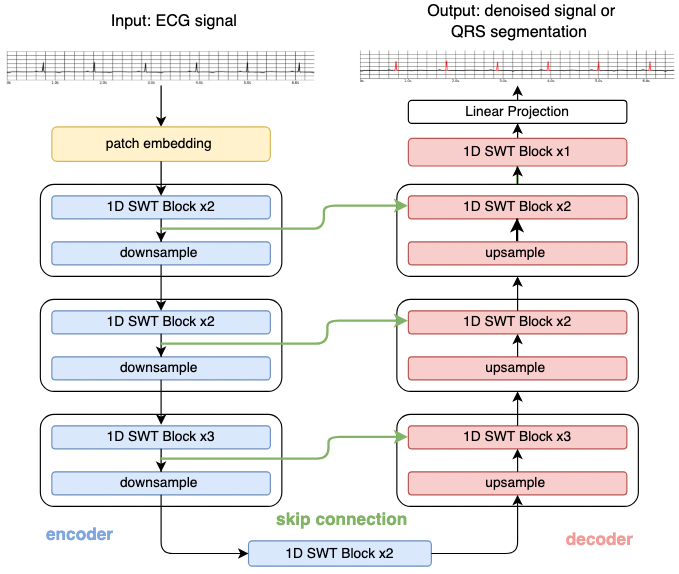 Input: ECG signal
Output: denoised signal or
QRS segmentation
Linear Projection
patch embedding
1D SWT Block x1
1D SWT Block x2
1D SWT Block x2
downsample
upsample
1D SWT Block x2
1D SWT Block x2
downsample
upsample
1D SWT Block x3
1D SWT Block x3
downsample
upsample
skip connection
encoder
decoder
1D SWT Block x2